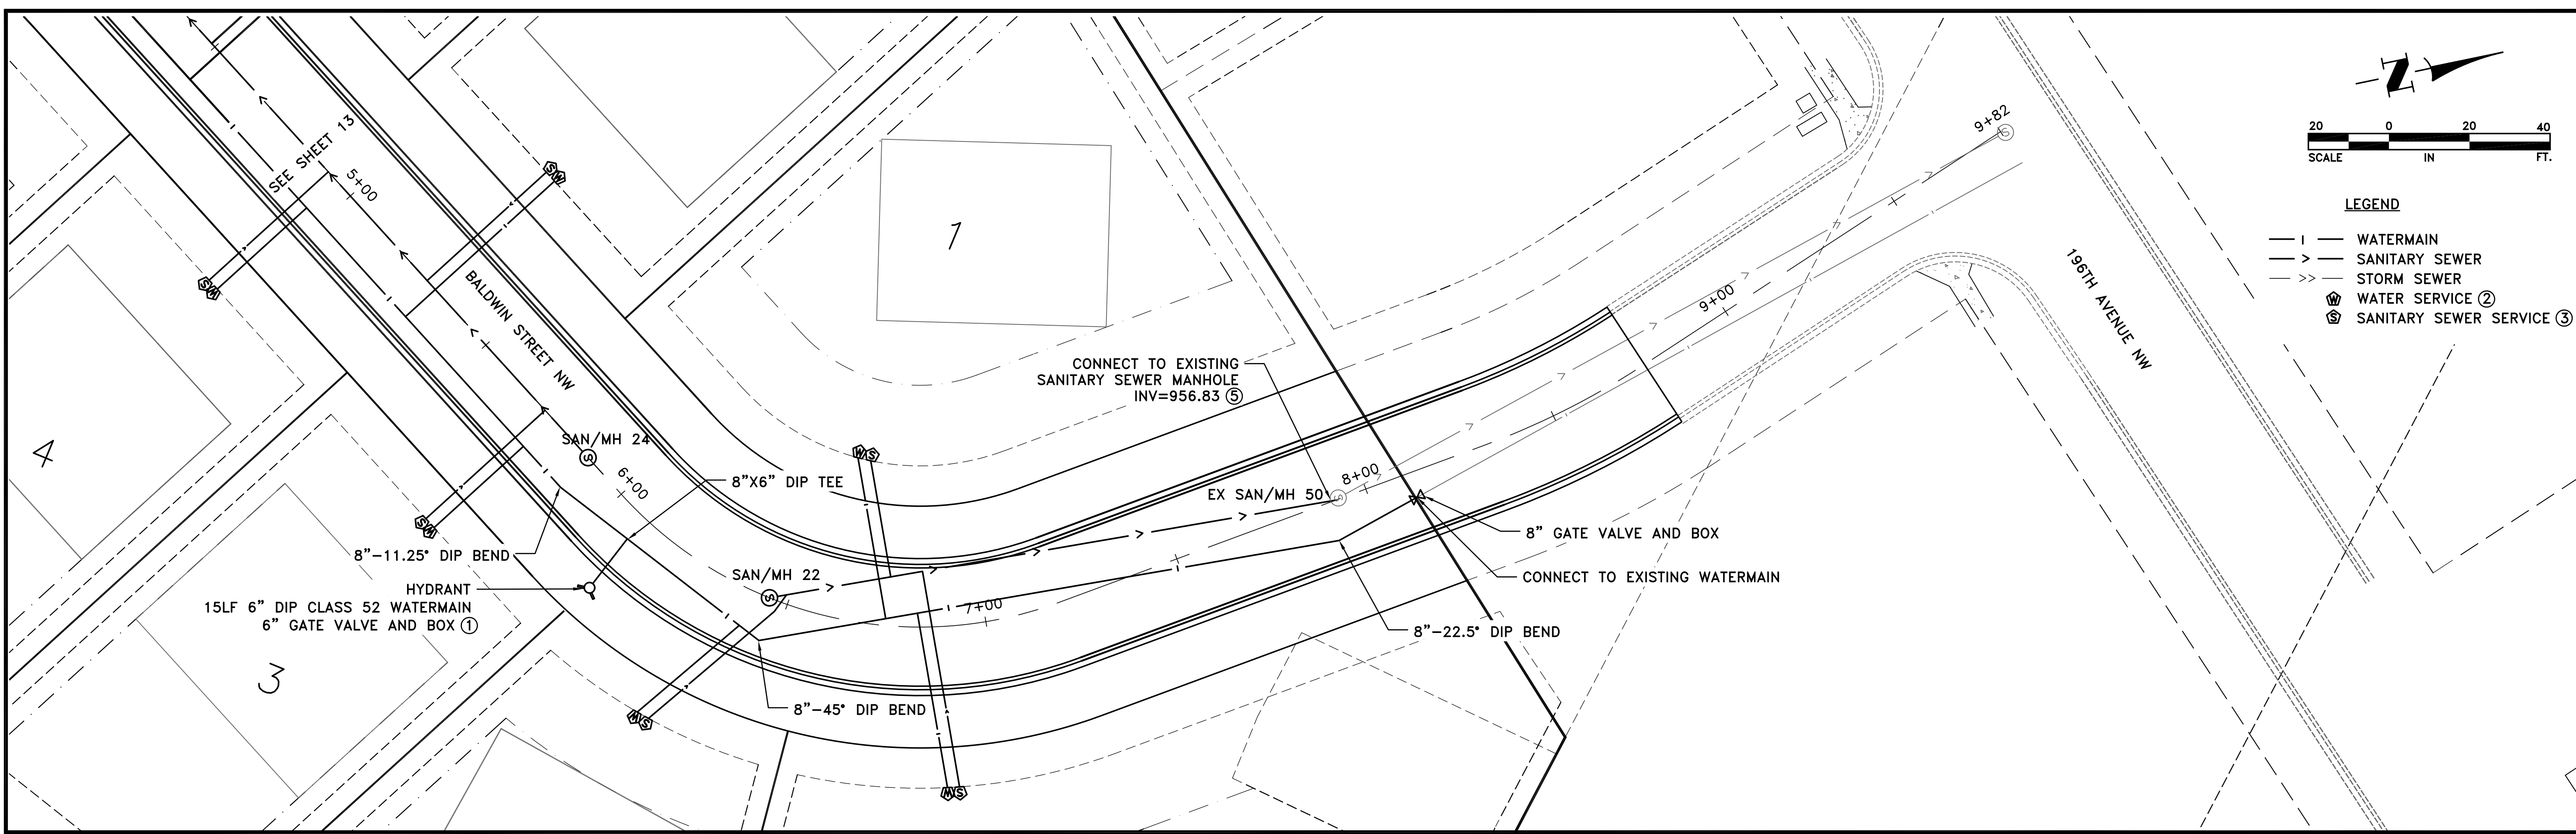 SEE SHEET 13
5+00
BALDWIN STREET NW
1
4
3
SAN/MH 24
6+00
8"X6" DIP TEE
8"-11.25° DIP BEND
HYDRANT
15LF 6" DIP CLASS 52 WATERMAIN
6" GATE VALVE AND BOX ①
SAN/MH 22
7+00
8"-45° DIP BEND
CONNECT TO EXISTING
SANITARY SEWER MANHOLE
INV=956.83 ⑤
EX SAN/MH 50
8+00
8" GATE VALVE AND BOX
CONNECT TO EXISTING WATERMAIN
8"-22.5° DIP BEND
9+00
9+82
196TH AVENUE NW
N
20 0 20 40
SCALE IN FT.
LEGEND
WATERMAIN
SANITARY SEWER
STORM SEWER
W WATER SERVICE ②
S SANITARY SEWER SERVICE ③
S W
S W
S W
W S
W S
W S
S
S
S
S